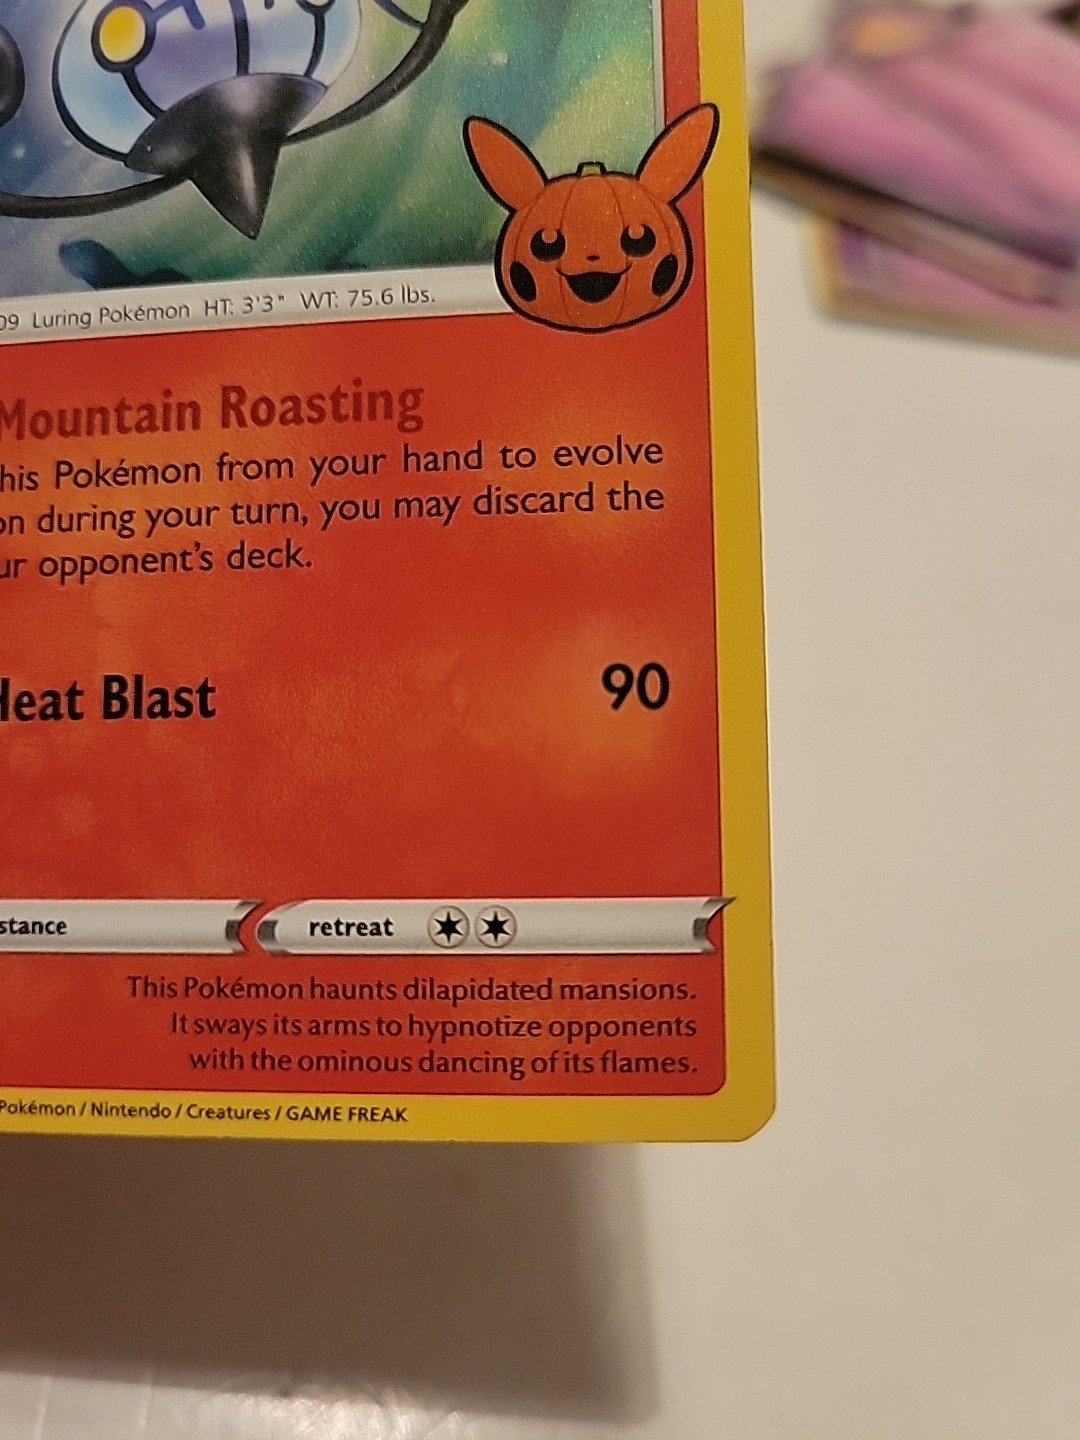 09 Luring Pokémon HT: 3'3" WT: 75.6 lbs.
Mountain Roasting
his Pokémon from your hand to evolve
on during your turn, you may discard the
ur opponent's deck.
Heat Blast 90
stance retreat
This Pokémon haunts dilapidated mansions.
It sways its arms to hypnotize opponents
with the ominous dancing of its flames.
Pokémon / Nintendo / Creatures / GAME FREAK